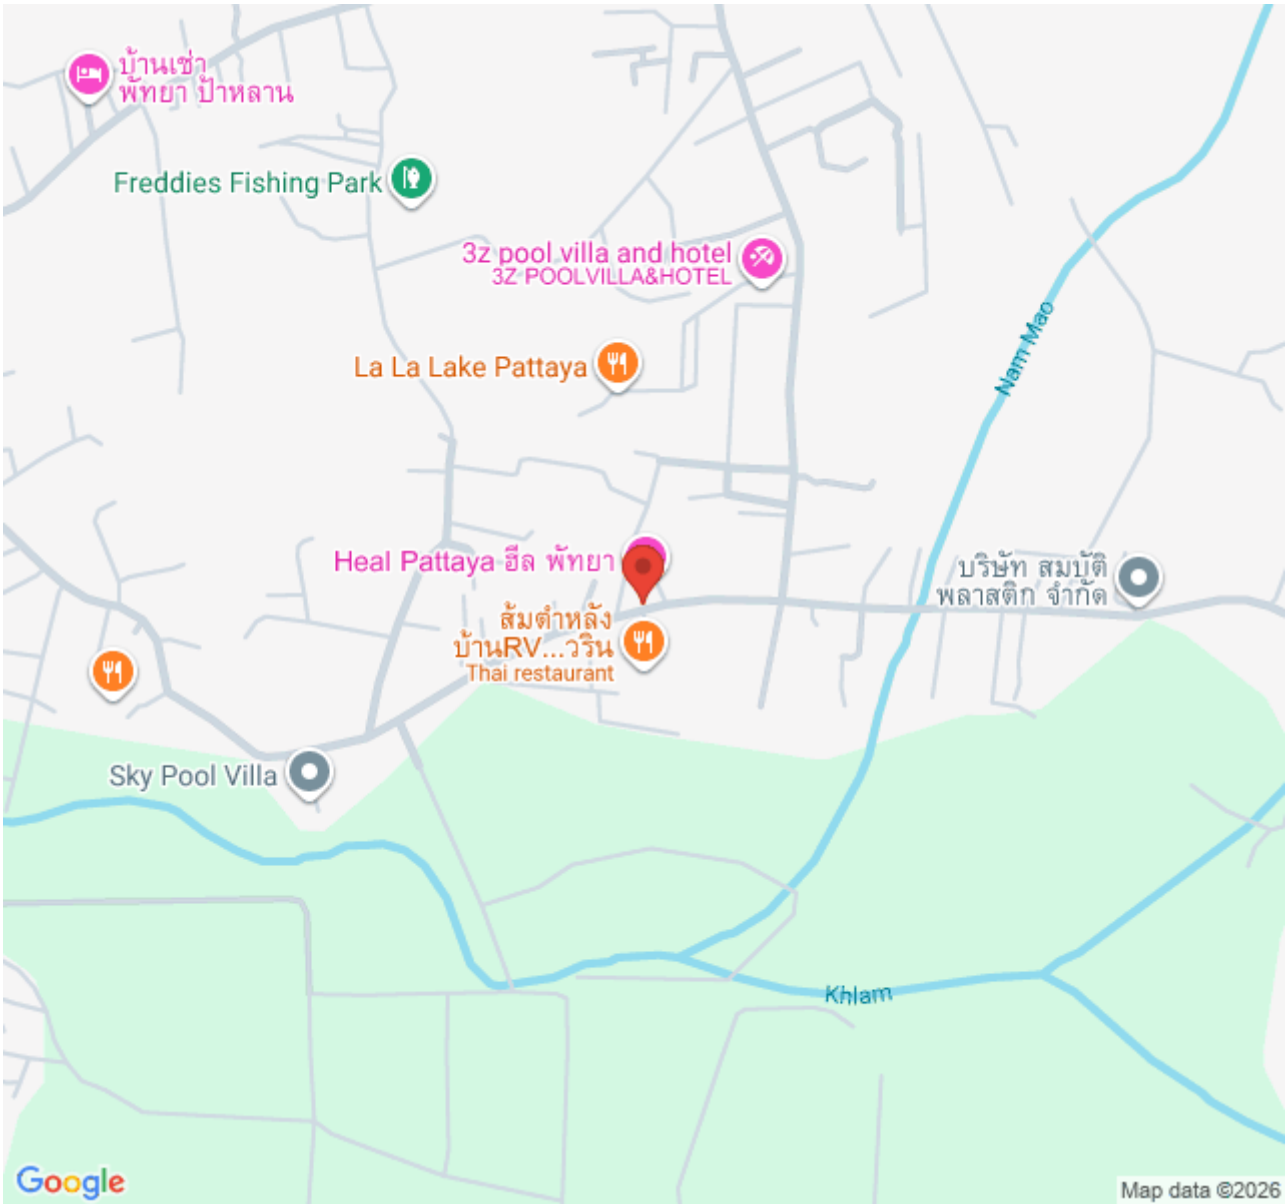 บ้านเช่า
พัทยา ป้าหลาน
Freddies Fishing Park
3z pool villa and hotel
3Z POOLVILLA&HOTEL
Nam Mao
La La Lake Pattaya
Heal Pattaya ฮีล พัทยา
บริษัท สมบัติ
พลาสติก จำกัด
ส้มตำหลัง
บ้านRV...วริน
Thai restaurant
Sky Pool Villa
Khlam
Google
Map data ©2026